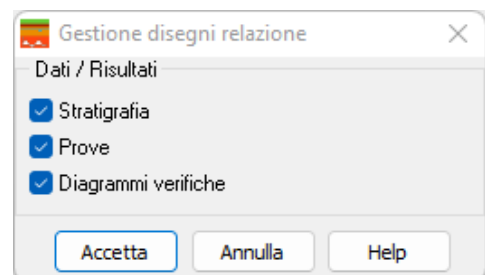 Gestione disegni relazione
Dati / Risultati
Stratigrafia
Prove
Diagrammi verifiche
Accetta Annulla Help